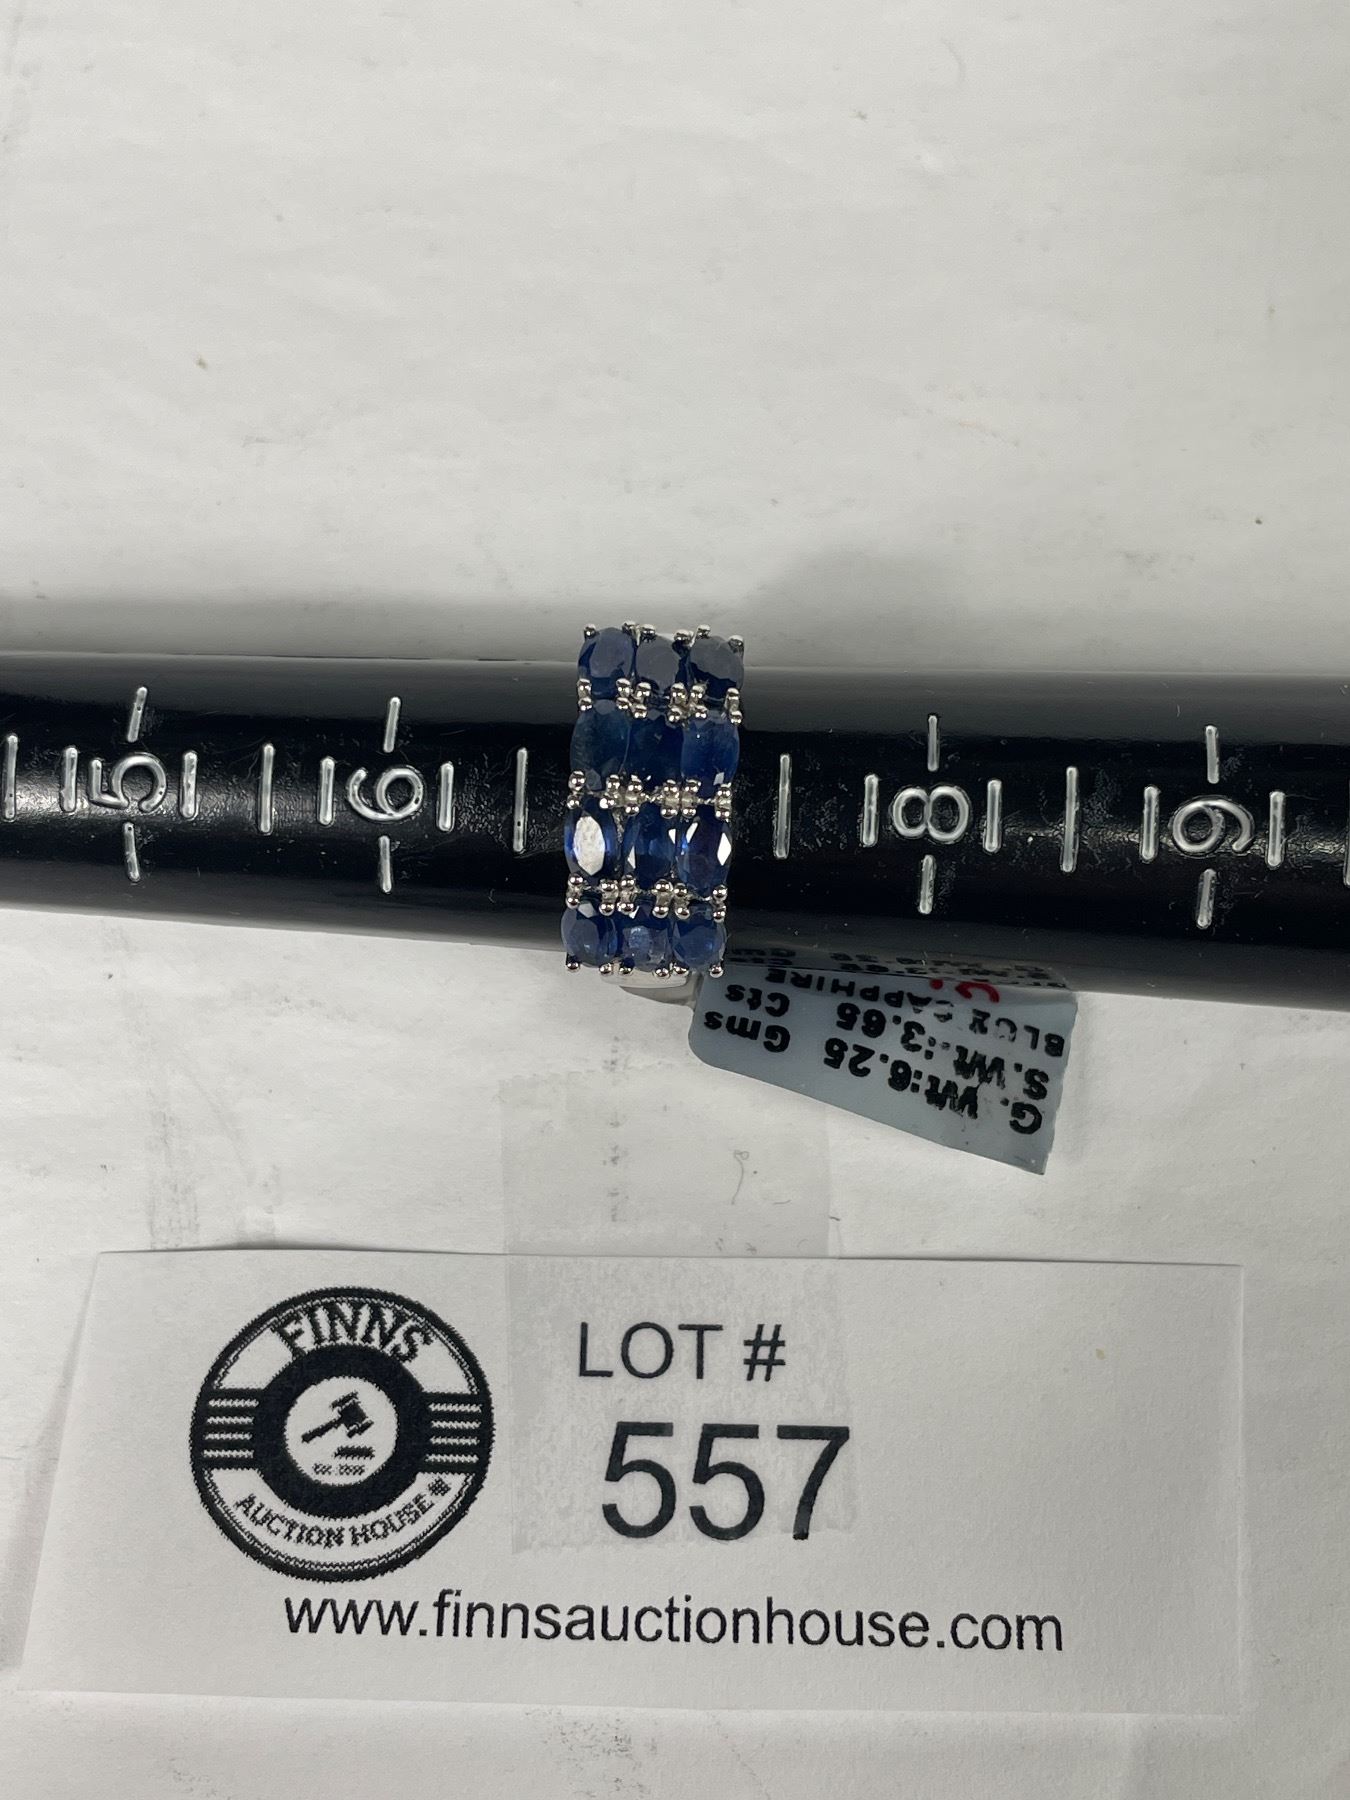 5 6 8 9
G. Wt:6.25 Gms
S.Wt.:3.65 Cts
BLUE SAPPHIRE
FINNS
AUCTION HOUSE
LOT #
557
www.finnsauctionhouse.com